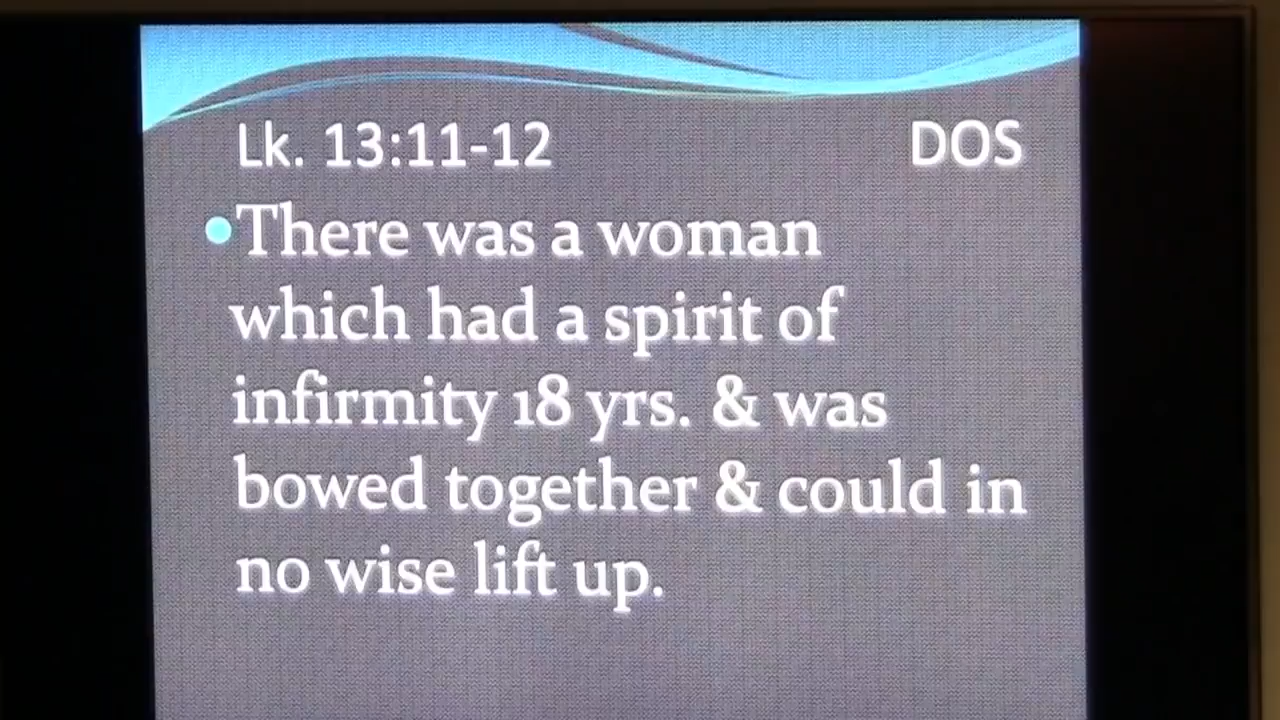 Lk. 13:11-12 DOS
There was a woman
which had a spirit of
infirmity 18 yrs. & was
bowed together & could in
no wise lift up.